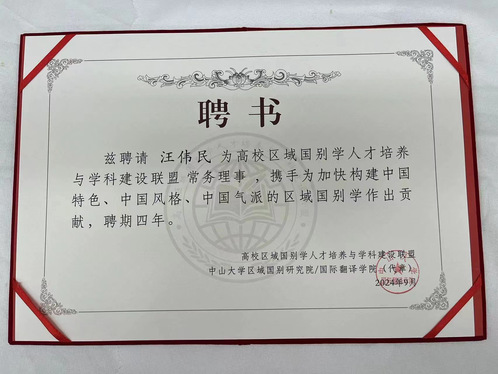 聘书
兹聘请 汪伟民 为高校区域国别学人才培养
与学科建设联盟 常务理事 ,携手为加快构建中国
特色、中国风格、中国气派的区域国别学作出贡
献,聘期四年。
高校区域国别学人才培养与学科建设联盟
中山大学区域国别研究院/国际翻译学院(代章)
2024年9月